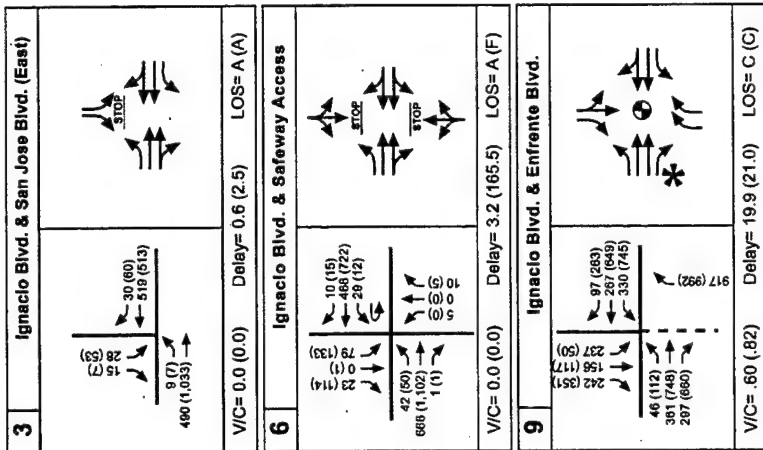 3
Ignacio Blvd. & San Jose Blvd. (East)
15 (7)
28 (53)
30 (60)
519 (513)
9 (7)
490 (1,033)
STOP
V/C= 0.0 (0.0)
Delay= 0.6 (2.5)
LOS= A (A)
6
Ignacio Blvd. & Safeway Access
23 (114)
0 (1)
79 (133)
10 (15)
468 (722)
29 (12)
42 (50)
666 (1,102)
1 (1)
5 (0)
0 (0)
10 (5)
STOP
STOP
V/C= 0.0 (0.0)
Delay= 3.2 (165.5)
LOS= A (F)
9
Ignacio Blvd. & Enfrente Blvd.
242 (351)
156 (117)
237 (50)
97 (263)
267 (649)
330 (745)
46 (112)
381 (748)
297 (660)
917 (992)
*
V/C= .60 (.82)
Delay= 19.9 (21.0)
LOS= C (C)